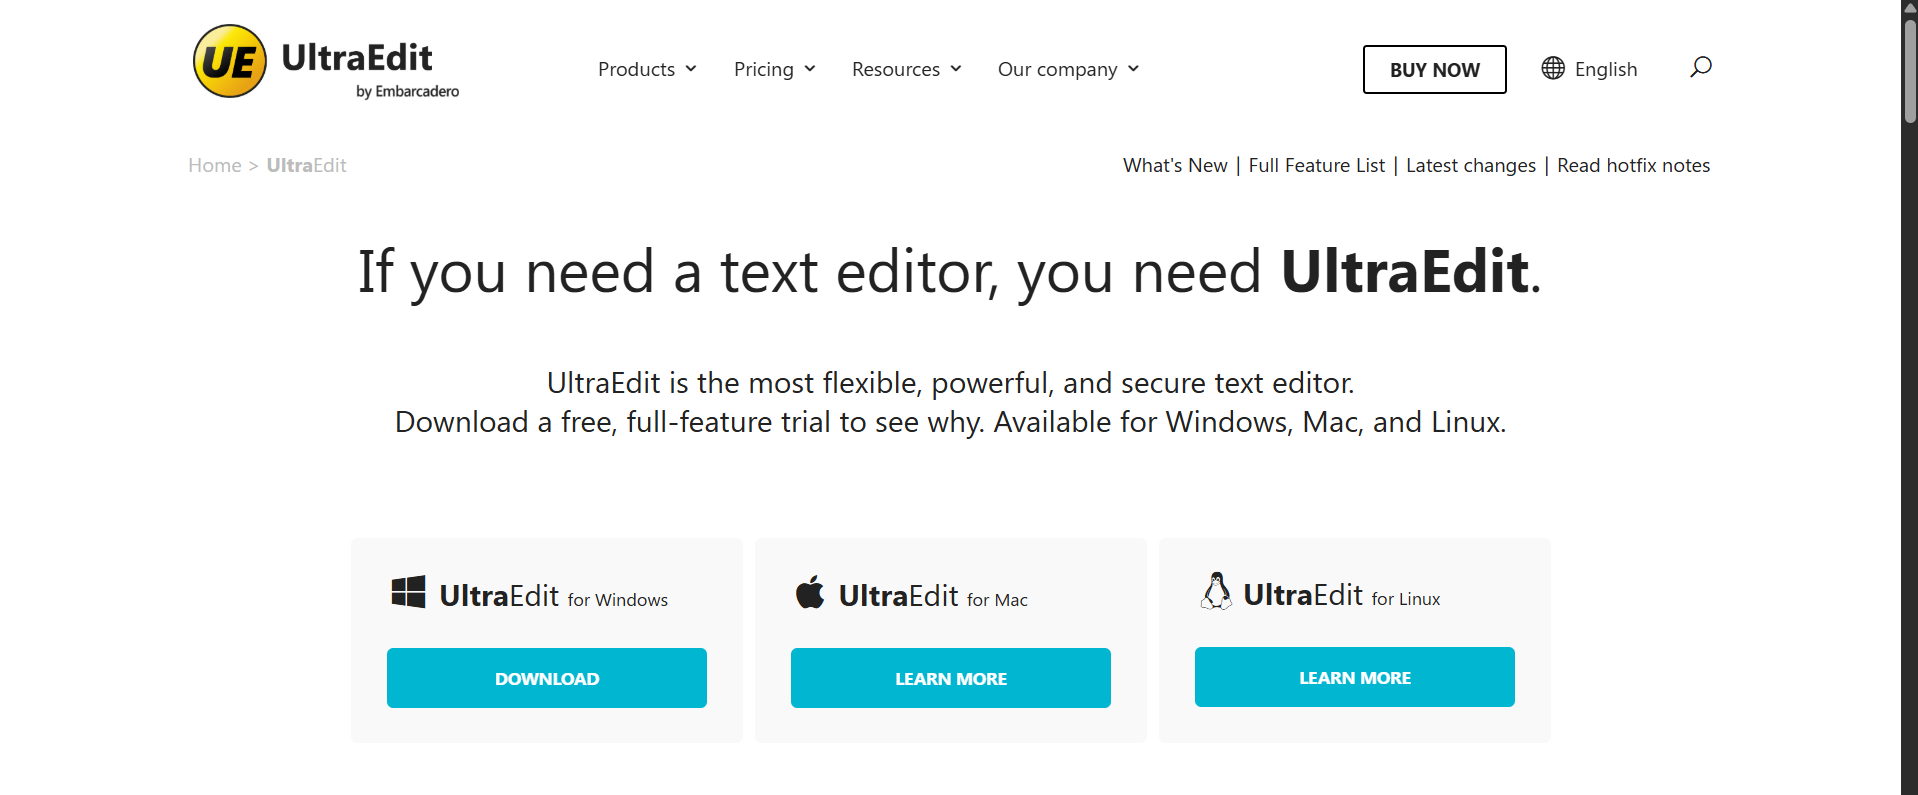 UE UltraEdit
by Embarcadero
Products Pricing Resources Our company BUY NOW English
Home > UltraEdit
What's New | Full Feature List | Latest changes | Read hotfix notes
If you need a text editor, you need UltraEdit.
UltraEdit is the most flexible, powerful, and secure text editor.
Download a free, full-feature trial to see why. Available for Windows, Mac, and Linux.
UltraEdit for Windows
DOWNLOAD
UltraEdit for Mac
LEARN MORE
UltraEdit for Linux
LEARN MORE